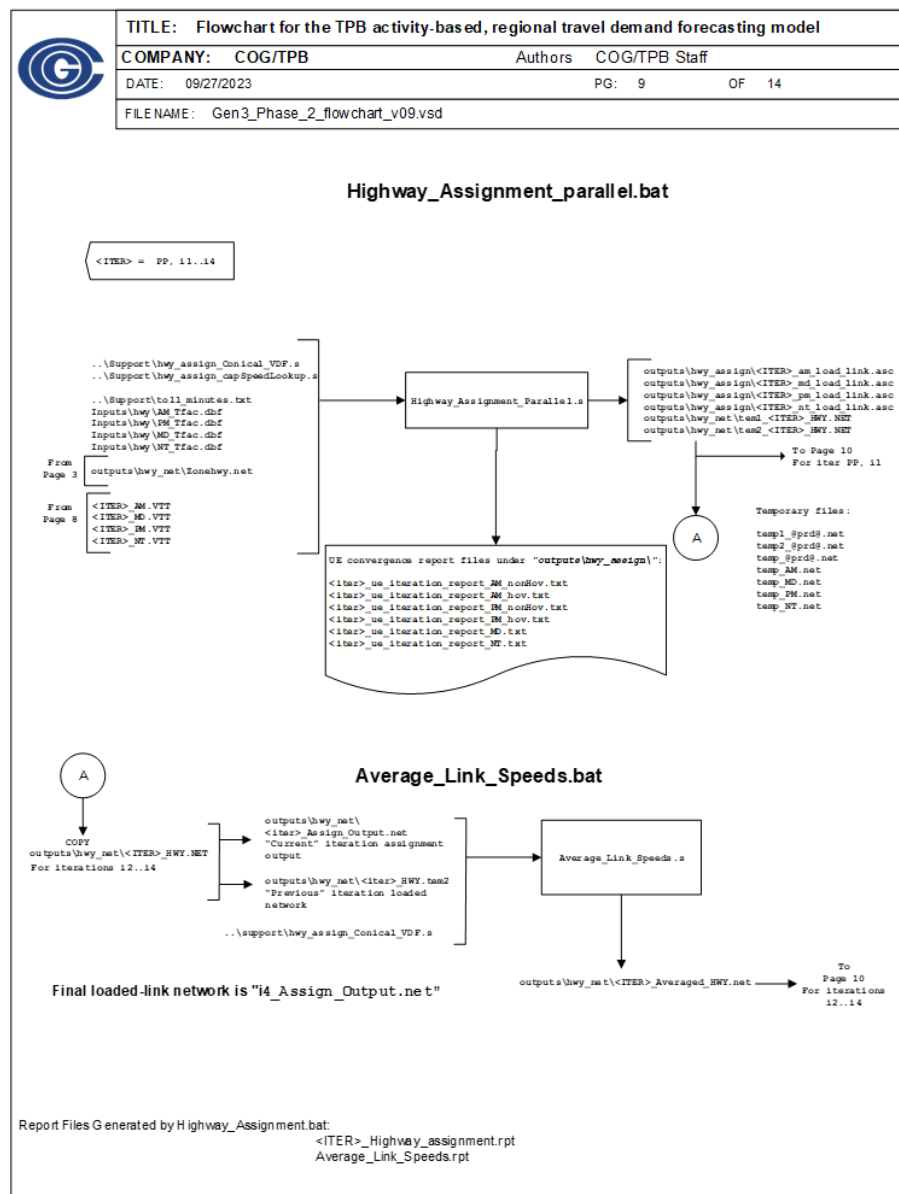 TITLE: Flowchart for the TPB activity-based, regional travel demand forecasting model
COMPANY: COG/TPB Authors COG/TPB Staff
DATE: 09/27/2023 PG: 9 OF 14
FILENAME: Gen3_Phase_2_flowchart_v09.vsd
Highway_Assignment_parallel.bat
<ITER> = PP, i1..i4
..\Support\hwy_assign_Conical_VDF.s
..\Support\hwy_assign_capSpeedLookup.s
..\Support\toll_minutes.txt
Inputs\hwy\AM_Tfac.dbf
Inputs\hwy\PM_Tfac.dbf
Inputs\hwy\MD_Tfac.dbf
Inputs\hwy\NT_Tfac.dbf
From
Page 3
outputs\hwy_net\Zonehwy.net
From
Page 8
<ITER>_AM.VTT
<ITER>_MD.VTT
<ITER>_PM.VTT
<ITER>_NT.VTT
Highway_Assignment_Parallel.s
outputs\hwy_assign\<ITER>_am_load_link.asc
outputs\hwy_assign\<ITER>_md_load_link.asc
outputs\hwy_assign\<ITER>_pm_load_link.asc
outputs\hwy_assign\<ITER>_nt_load_link.asc
outputs\hwy_net\tem1_<ITER>_HWY.NET
outputs\hwy_net\tem2_<ITER>_HWY.NET
To Page 10
For iter PP, i1
A
Temporary files:
temp1_@prd@.net
temp2_@prd@.net
temp_@prd@.net
temp_AM.net
temp_MD.net
temp_PM.net
temp_NT.net
UE convergence report files under "outputs\hwy_assign\":
<iter>_ue_iteration_report_AM_nonHov.txt
<iter>_ue_iteration_report_AM_hov.txt
<iter>_ue_iteration_report_PM_nonHov.txt
<iter>_ue_iteration_report_PM_hov.txt
<iter>_ue_iteration_report_MD.txt
<iter>_ue_iteration_report_NT.txt
A
Average_Link_Speeds.bat
COPY
outputs\hwy_net\<ITER>_HWY.NET
For iterations i2..i4
outputs\hwy_net\
<iter>_Assign_Output.net
"Current" iteration assignment
output
outputs\hwy_net\<iter>_HWY.tem2
"Previous" iteration loaded
network
..\support\hwy_assign_Conical_VDF.s
Average_Link_Speeds.s
outputs\hwy_net\<ITER>_Averaged_HWY.net
To
Page 10
For iterations
i2..i4
Final loaded-link network is "i4_Assign_Output.net"
Report Files Generated by Highway_Assignment.bat:
<ITER>_Highway_assignment.rpt
Average_Link_Speeds.rpt